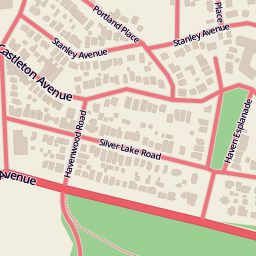 Portland Place
Place
Stanley Avenue
Stanley Avenue
Castleton Avenue
Havenwood Road
Haven Esplanade
Silver Lake Road
Avenue